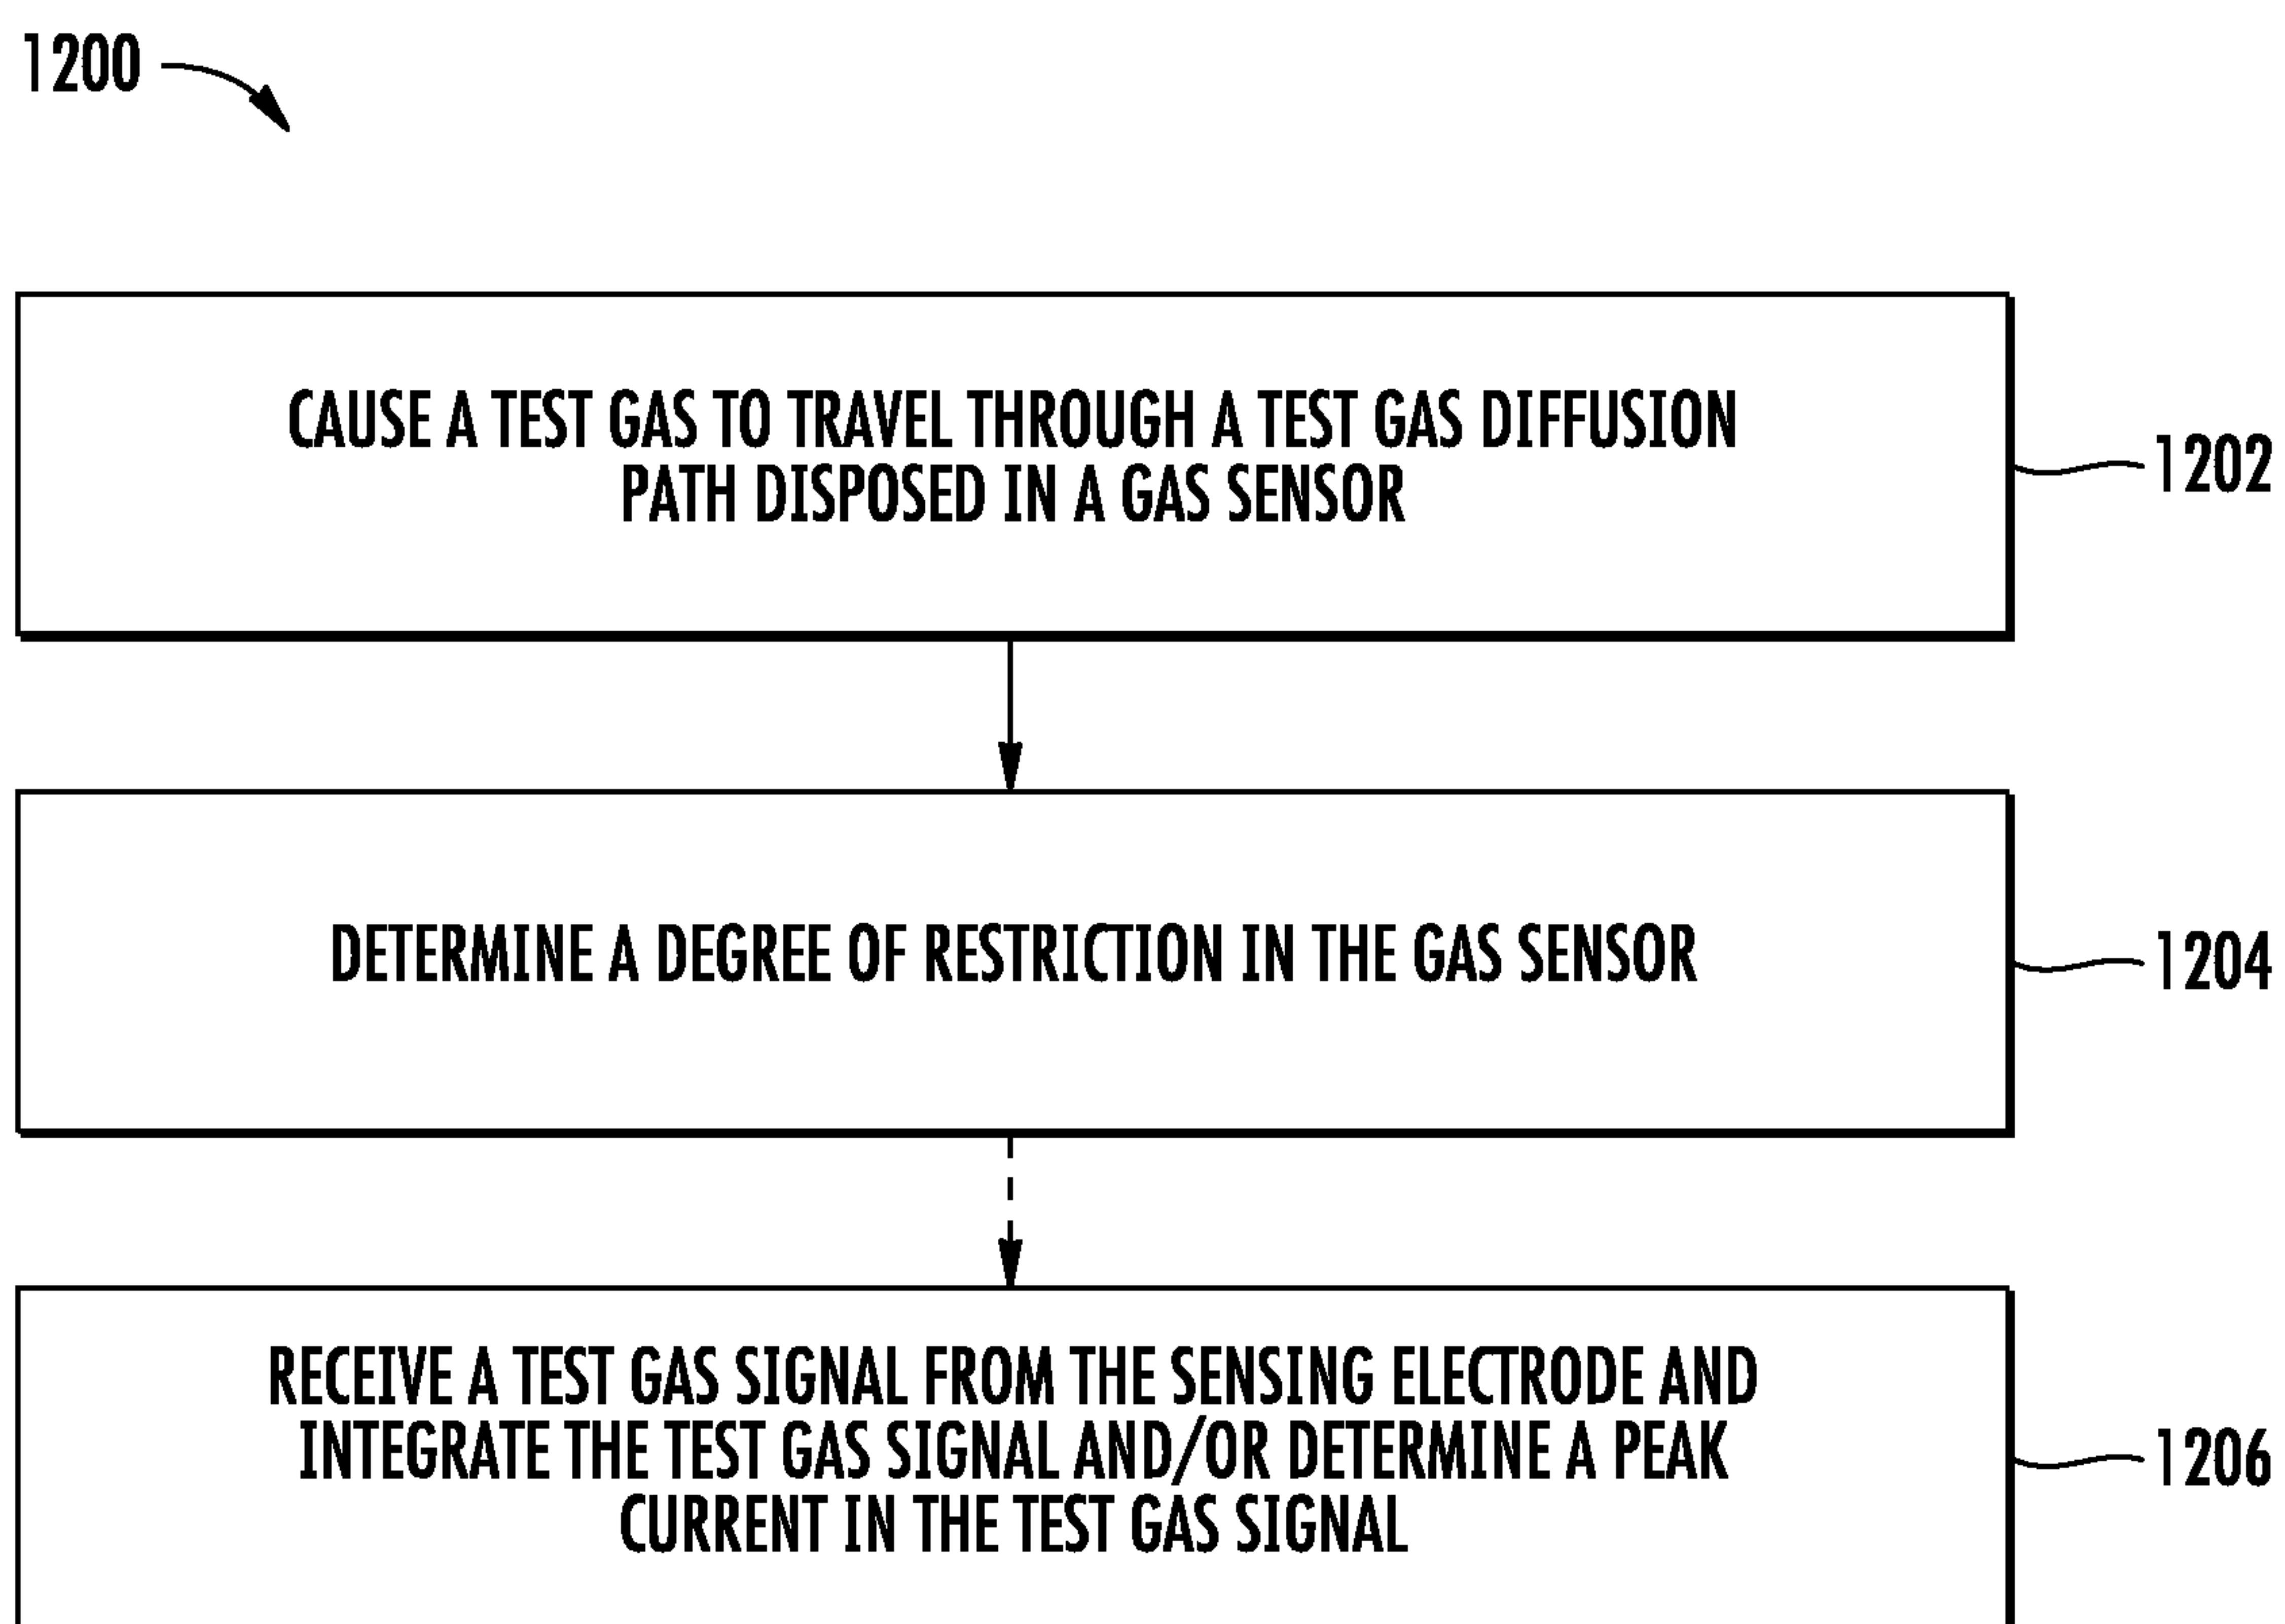 1200
CAUSE A TEST GAS TO TRAVEL THROUGH A TEST GAS DIFFUSION
PATH DISPOSED IN A GAS SENSOR
1202
DETERMINE A DEGREE OF RESTRICTION IN THE GAS SENSOR
1204
RECEIVE A TEST GAS SIGNAL FROM THE SENSING ELECTRODE AND
INTEGRATE THE TEST GAS SIGNAL AND/OR DETERMINE A PEAK
CURRENT IN THE TEST GAS SIGNAL
1206